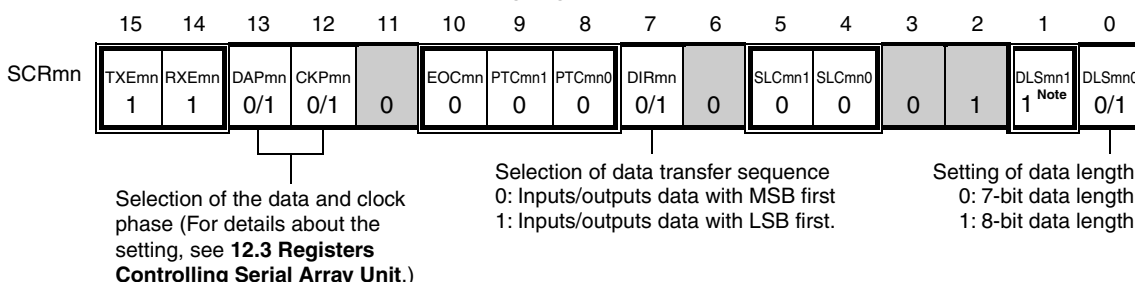 15 14 13 12 11 10 9 8 7 6 5 4 3 2 1 0
SCRmn TXEmn RXEmn DAPmn CKPmn EOCmn PTCmn1 PTCmn0 DIRmn SLCmn1 SLCmn0 DLSmn1 DLSmn0
1 1 0/1 0/1 0 0 0 0 0/1 0 0 0 0 1 1 Note 0/1
Selection of the data and clock
phase (For details about the
setting, see 12.3 Registers
Controlling Serial Array Unit.)
Selection of data transfer sequence
0: Inputs/outputs data with MSB first
1: Inputs/outputs data with LSB first.
Setting of data length
0: 7-bit data length
1: 8-bit data length